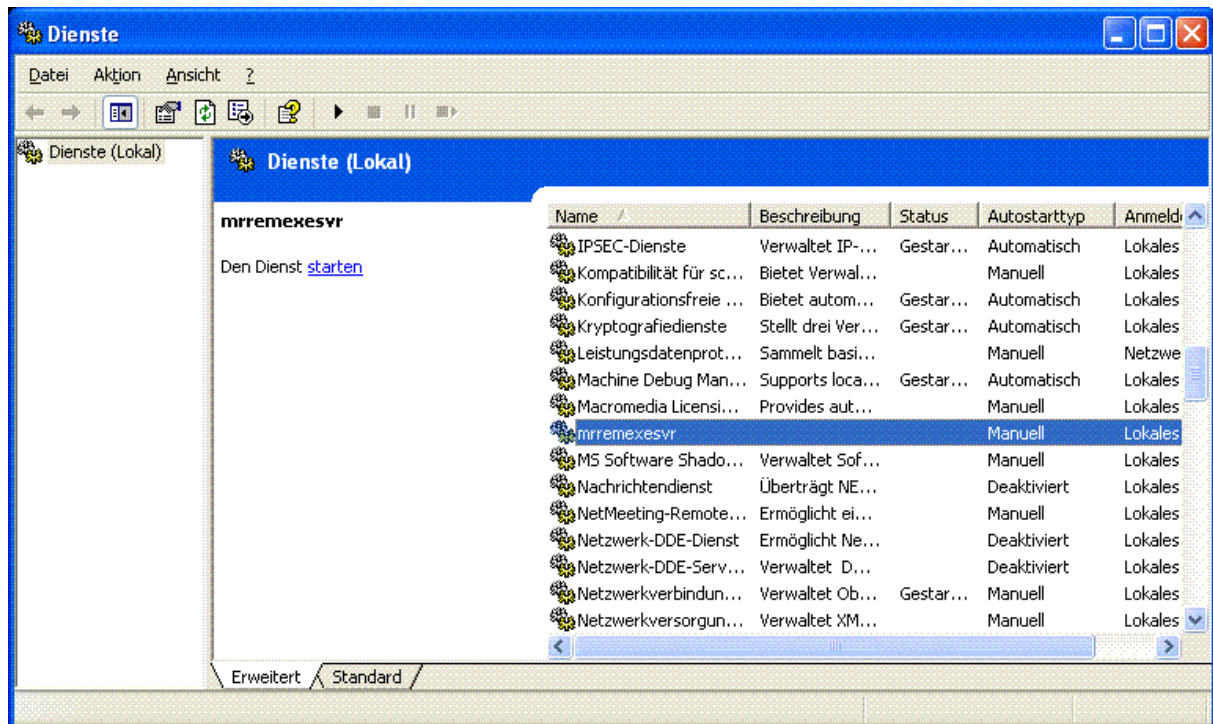 Dienste
Datei Aktion Ansicht ?
Dienste (Lokal)
Dienste (Lokal)
mrremexesvr
Den Dienst starten
Name Beschreibung Status Autostarttyp Anmeld
IPSEC-Dienste Verwaltet IP-... Gestar... Automatisch Lokales
Kompatibilität für sc... Bietet Verwal... Manuell Lokales
Konfigurationsfreie ... Bietet autom... Gestar... Automatisch Lokales
Kryptografiedienste Stellt drei Ver... Gestar... Automatisch Lokales
Leistungsdatenprot... Sammelt basi... Manuell Netzwe
Machine Debug Man... Supports loca... Gestar... Automatisch Lokales
Macromedia Licensi... Provides aut... Manuell Lokales
mrremexesvr Manuell Lokales
MS Software Shado... Verwaltet Sof... Manuell Lokales
Nachrichtendienst Überträgt NE... Deaktiviert Lokales
NetMeeting-Remote... Ermöglicht ei... Manuell Lokales
Netzwerk-DDE-Dienst Ermöglicht Ne... Deaktiviert Lokales
Netzwerk-DDE-Serv... Verwaltet D... Deaktiviert Lokales
Netzwerkverbindun... Verwaltet Ob... Gestar... Manuell Lokales
Netzwerkversorgun... Verwaltet XM... Manuell Lokales
Erweitert Standard